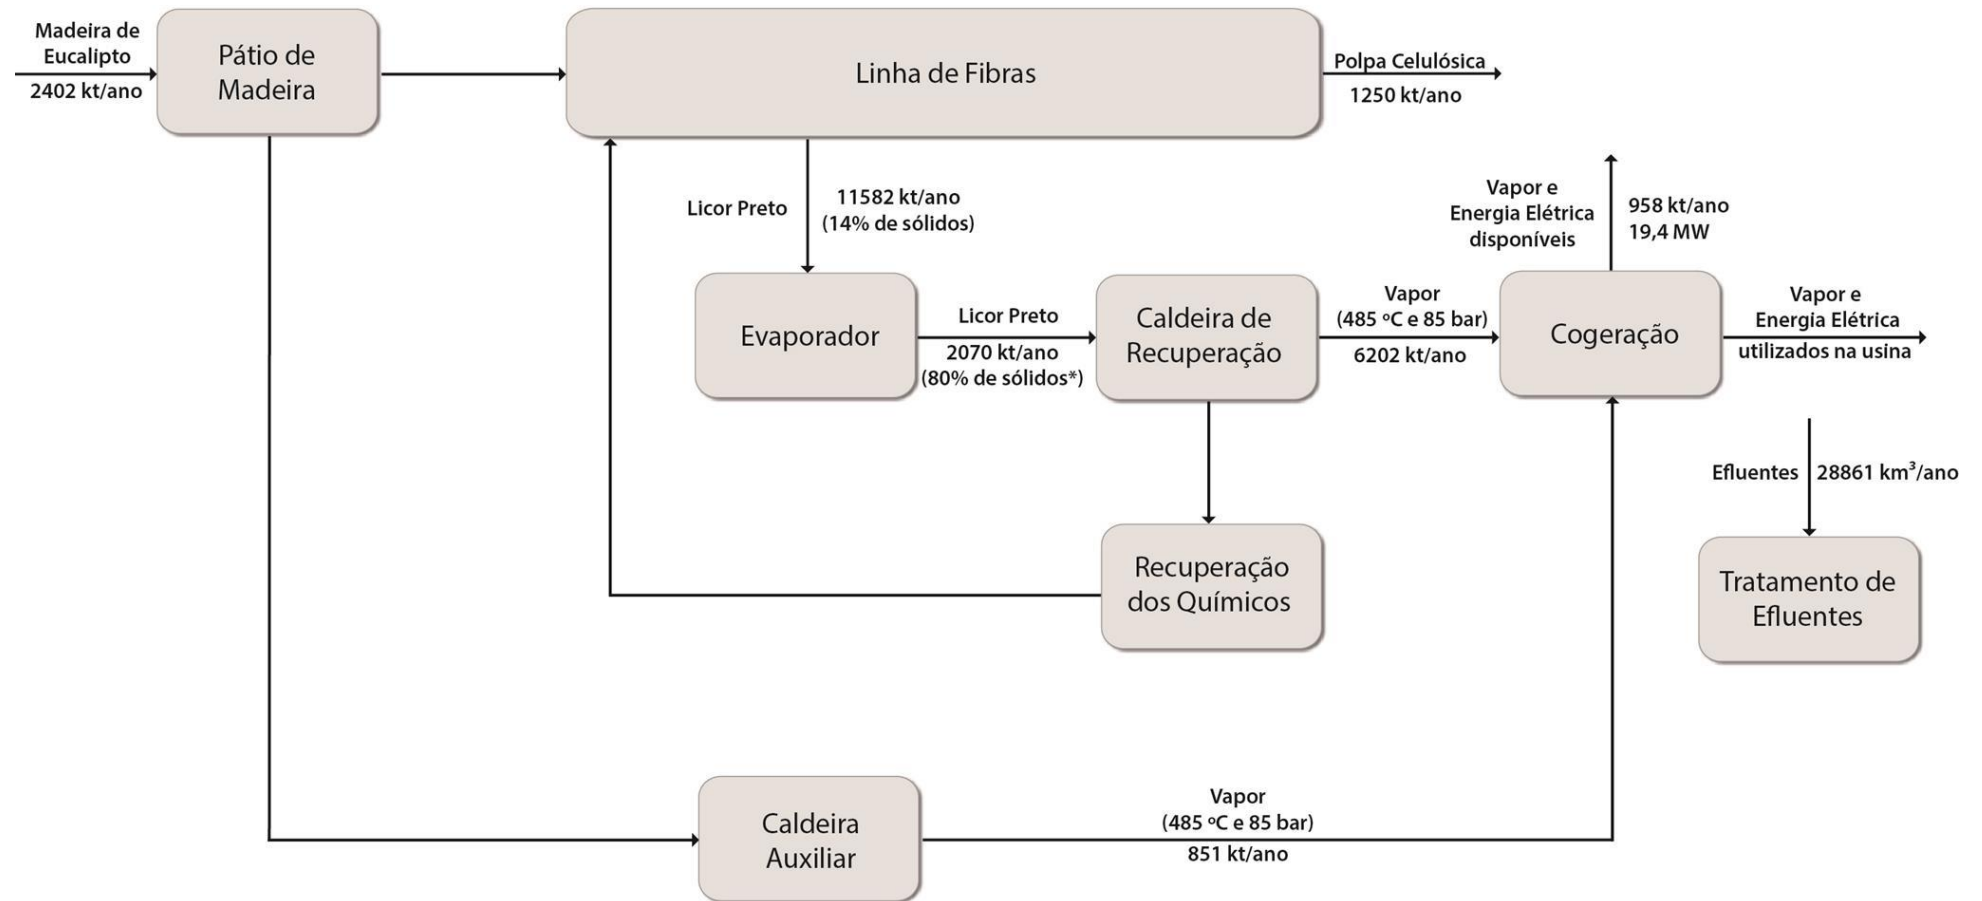 Madeira de
Eucalipto
2402 kt/ano
Pátio de
Madeira
Linha de Fibras
Polpa Celulósica
1250 kt/ano
Licor Preto
11582 kt/ano
(14% de sólidos)
Vapor e
Energia Elétrica
disponíveis
958 kt/ano
19,4 MW
Evaporador
Licor Preto
2070 kt/ano
(80% de sólidos*)
Caldeira de
Recuperação
Vapor
(485 ºC e 85 bar)
6202 kt/ano
Cogeração
Vapor e
Energia Elétrica
utilizados na usina
Efluentes
28861 km³/ano
Recuperação
dos Químicos
Tratamento de
Efluentes
Caldeira
Auxiliar
Vapor
(485 ºC e 85 bar)
851 kt/ano